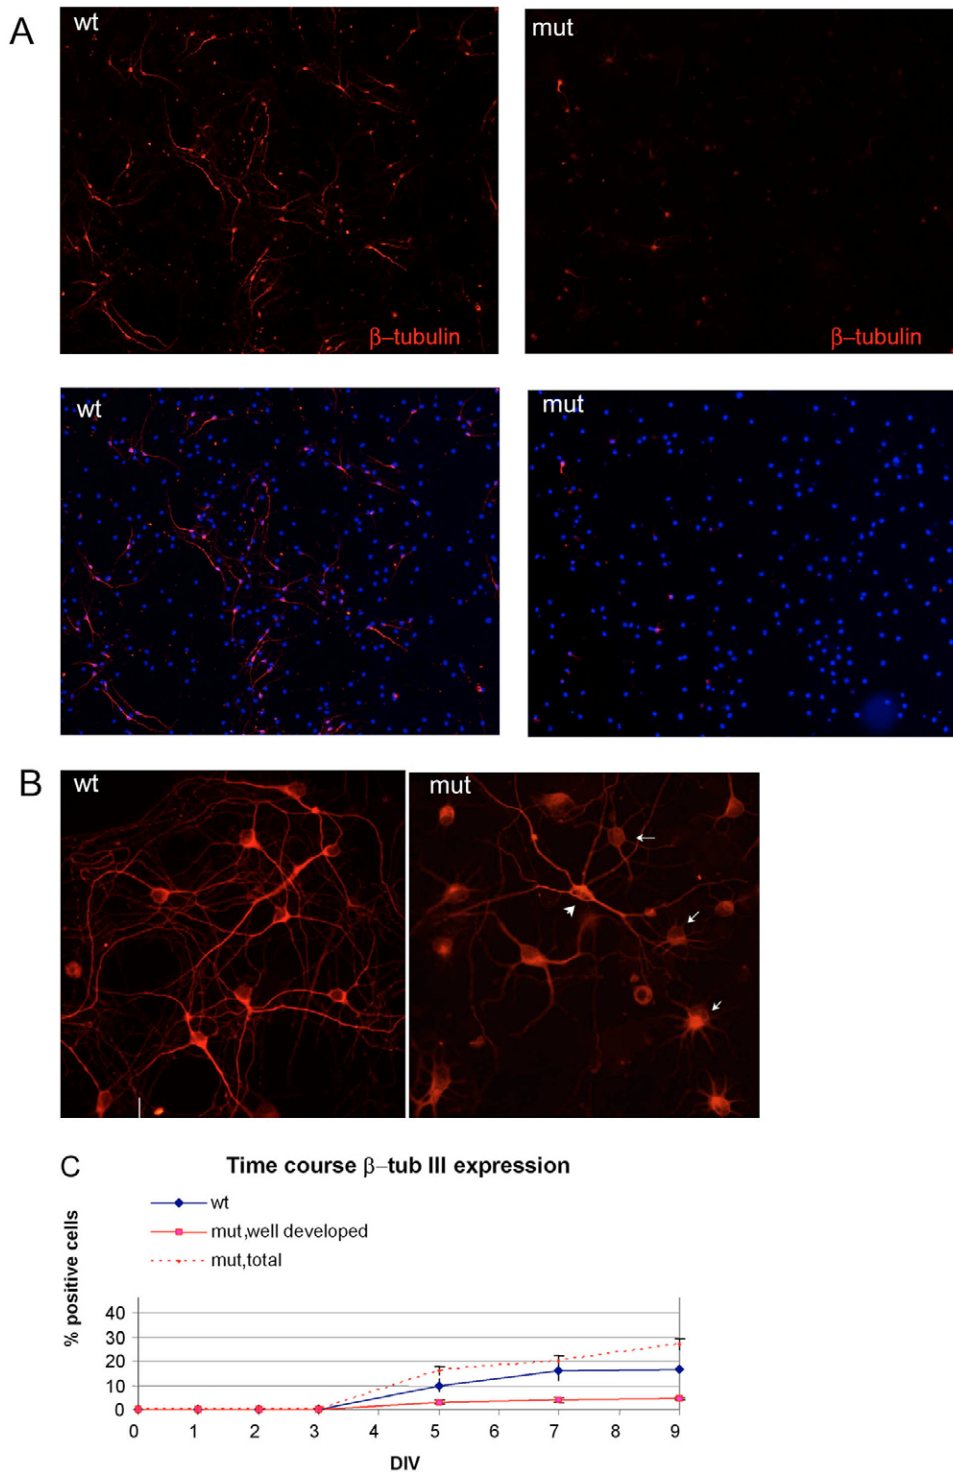 A
wt
mut
β–tubulin
β–tubulin
wt
mut
B
wt
mut
C
Time course β–tub III expression
wt
mut,well developed
mut,total
% positive cells
40
30
20
10
0
0 1 2 3 4 5 6 7 8 9
DIV